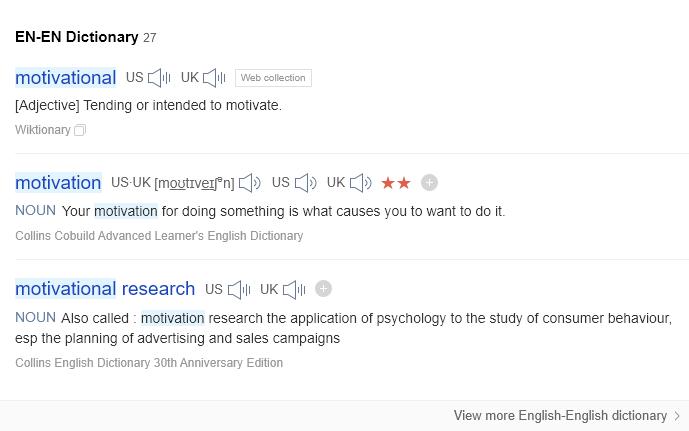 EN-EN Dictionary 27
motivational US UK Web collection
[Adjective] Tending or intended to motivate.
Wiktionary
motivation US·UK [moʊtɪveɪʃᵊn] US UK ★★
NOUN Your motivation for doing something is what causes you to want to do it.
Collins Cobuild Advanced Learner's English Dictionary
motivational research US UK
NOUN Also called : motivation research the application of psychology to the study of consumer behaviour,
esp the planning of advertising and sales campaigns
Collins English Dictionary 30th Anniversary Edition
View more English-English dictionary >